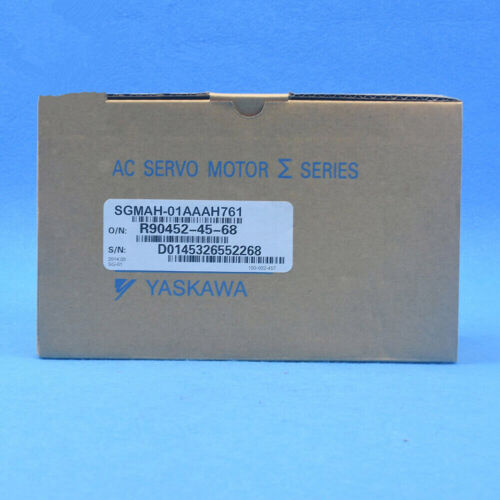 AC SERVO MOTOR Σ SERIES
SGMAH-01AAAH761
O/N: R90452-45-68
S/N: D0145326552268
YASKAWA